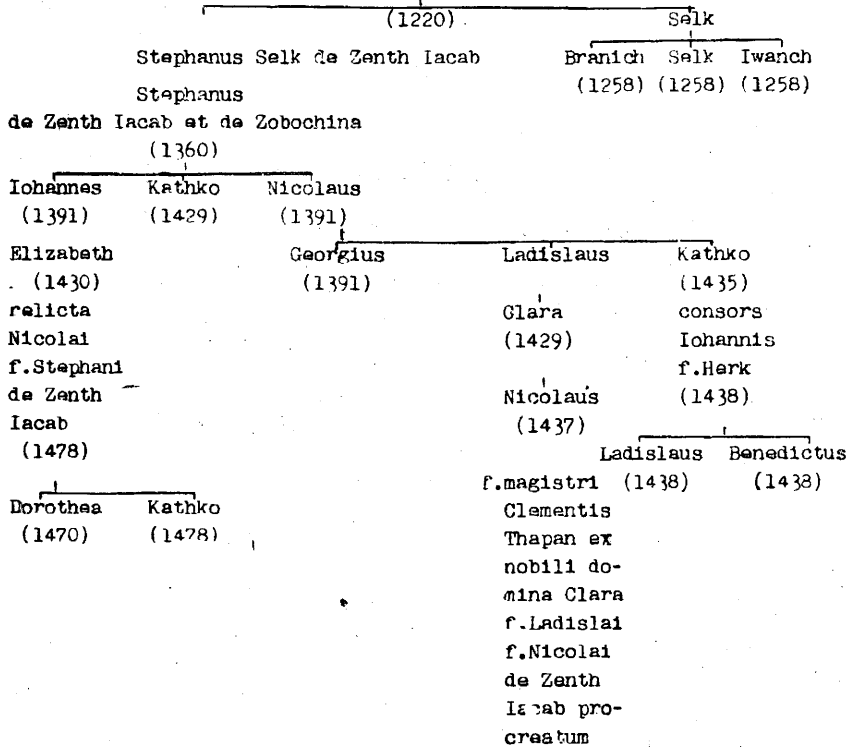 (1220) Selk
Stephanus Selk de Zenth Iacab Branich Selk Iwanch
(1258) (1258) (1258)
Stephanus
de Zenth Iacab et de Zobochina
(1360)
Iohannes Kathko Nicolaus
(1391) (1429) (1391)
Elizabeth Georgius Ladislaus Kathko
(1430) (1391) (1435)
relicta Clara consors
Nicolai (1429) Iohannis
f.Stephani f.Herk
de Zenth Nicolaus (1438)
Iacab (1437)
(1478) Ladislaus Benedictus
f.magistri (1438) (1438)
Dorothea Kathko Clementis
(1470) (1478) Thapan ex
nobili do-
mina Clara
f.Ladislai
f.Nicolai
de Zenth
Iacab pro-
creatum